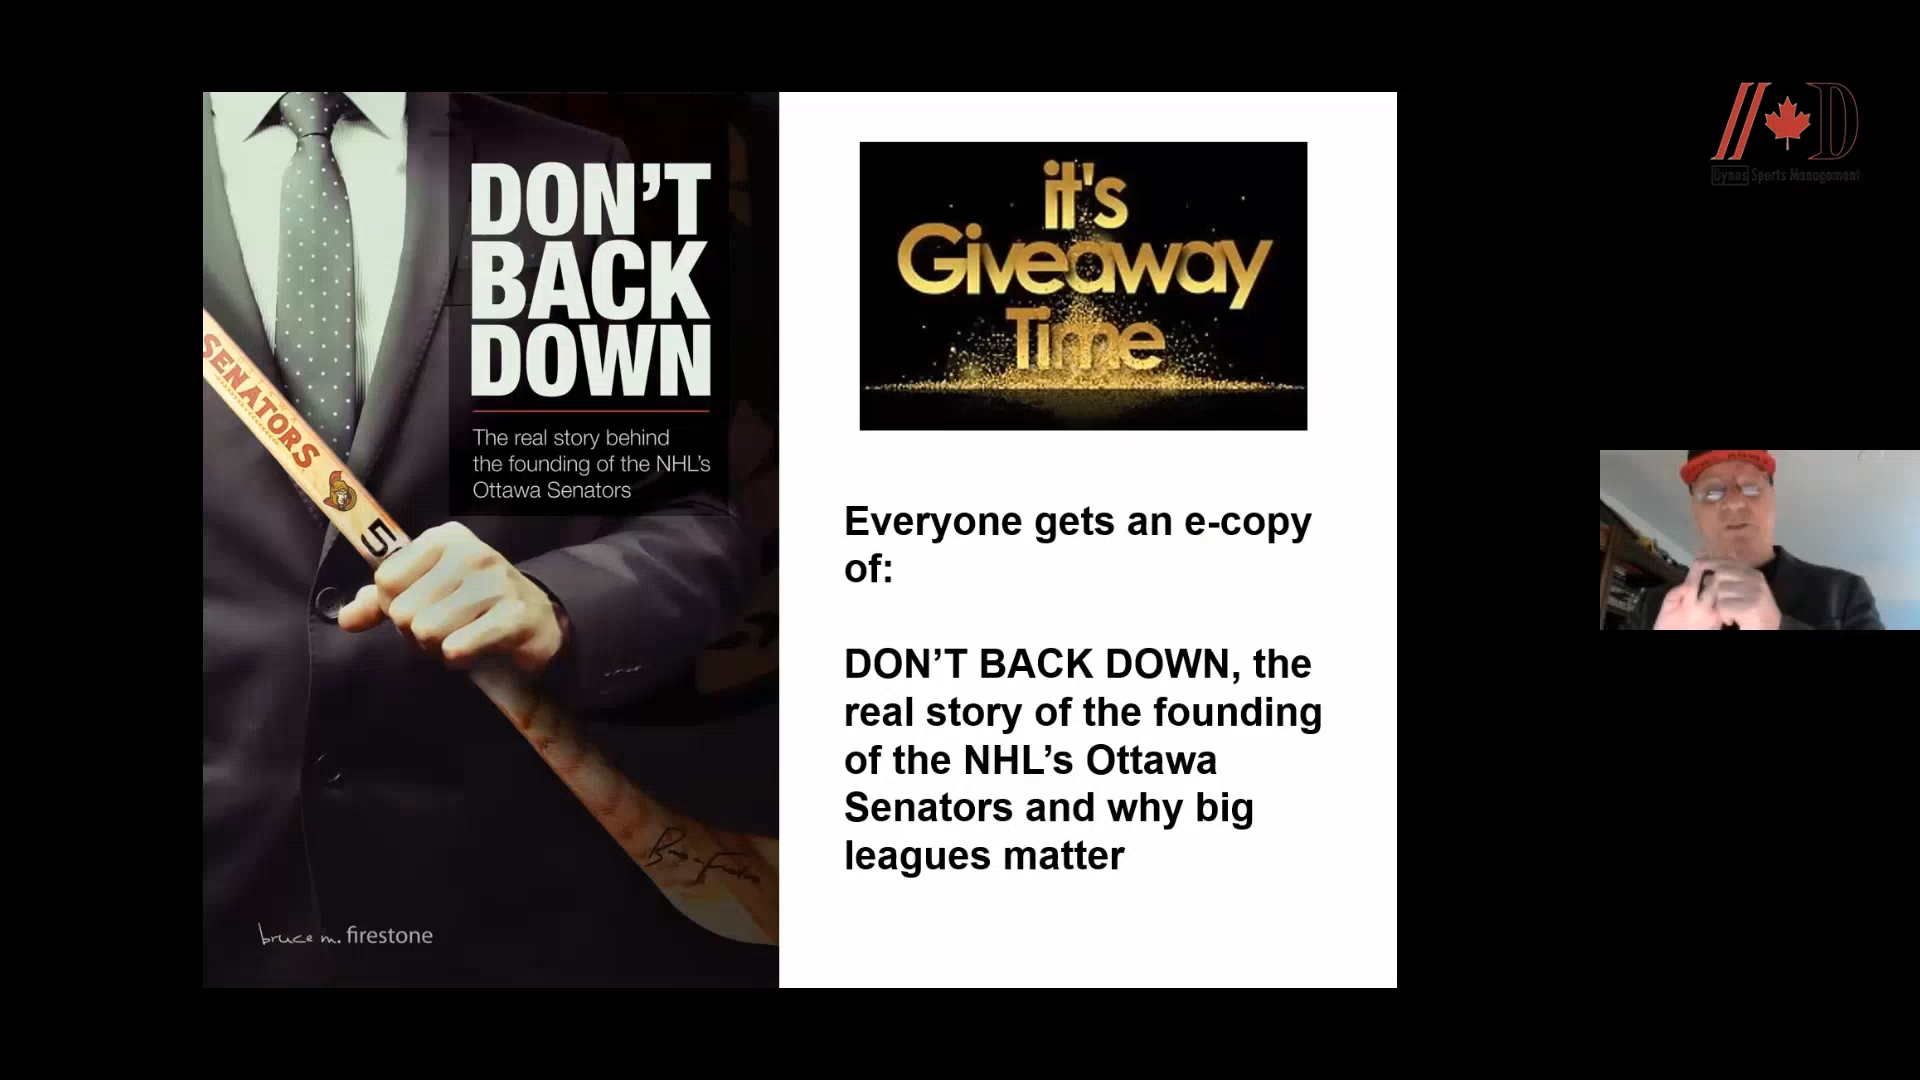 DON'T
BACK
DOWN
The real story behind
the founding of the NHL's
Ottawa Senators
SENATORS
bruce m. firestone
it's
Giveaway
Time
Everyone gets an e-copy
of:
DON’T BACK DOWN, the
real story of the founding
of the NHL’s Ottawa
Senators and why big
leagues matter
D
Dynes Sports Management